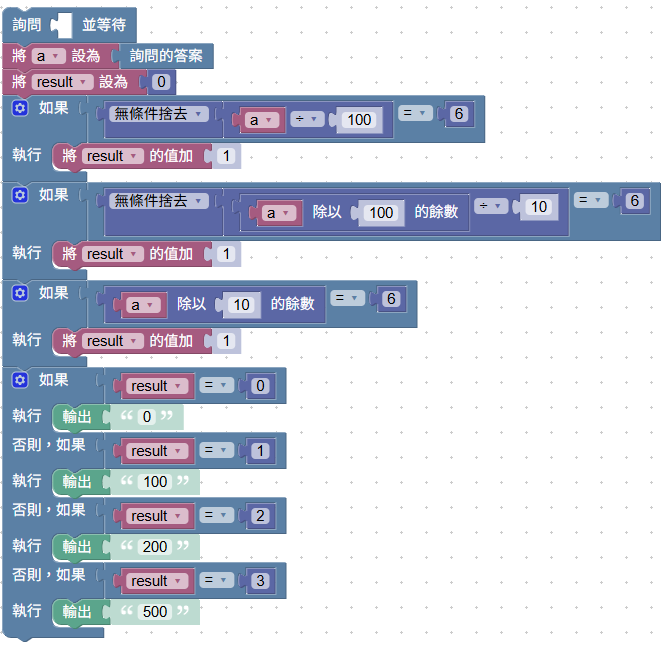 詢問 並等待
將 a 設為 詢問的答案
將 result 設為 0
如果 無條件捨去 a ÷ 100 = 6
執行 將 result 的值加 1
如果 無條件捨去 a 除以 100 的餘數 ÷ 10 = 6
執行 將 result 的值加 1
如果 a 除以 10 的餘數 = 6
執行 將 result 的值加 1
如果 result = 0
執行 輸出 “ 0 ”
否則，如果 result = 1
執行 輸出 “ 100 ”
否則，如果 result = 2
執行 輸出 “ 200 ”
否則，如果 result = 3
執行 輸出 “ 500 ”